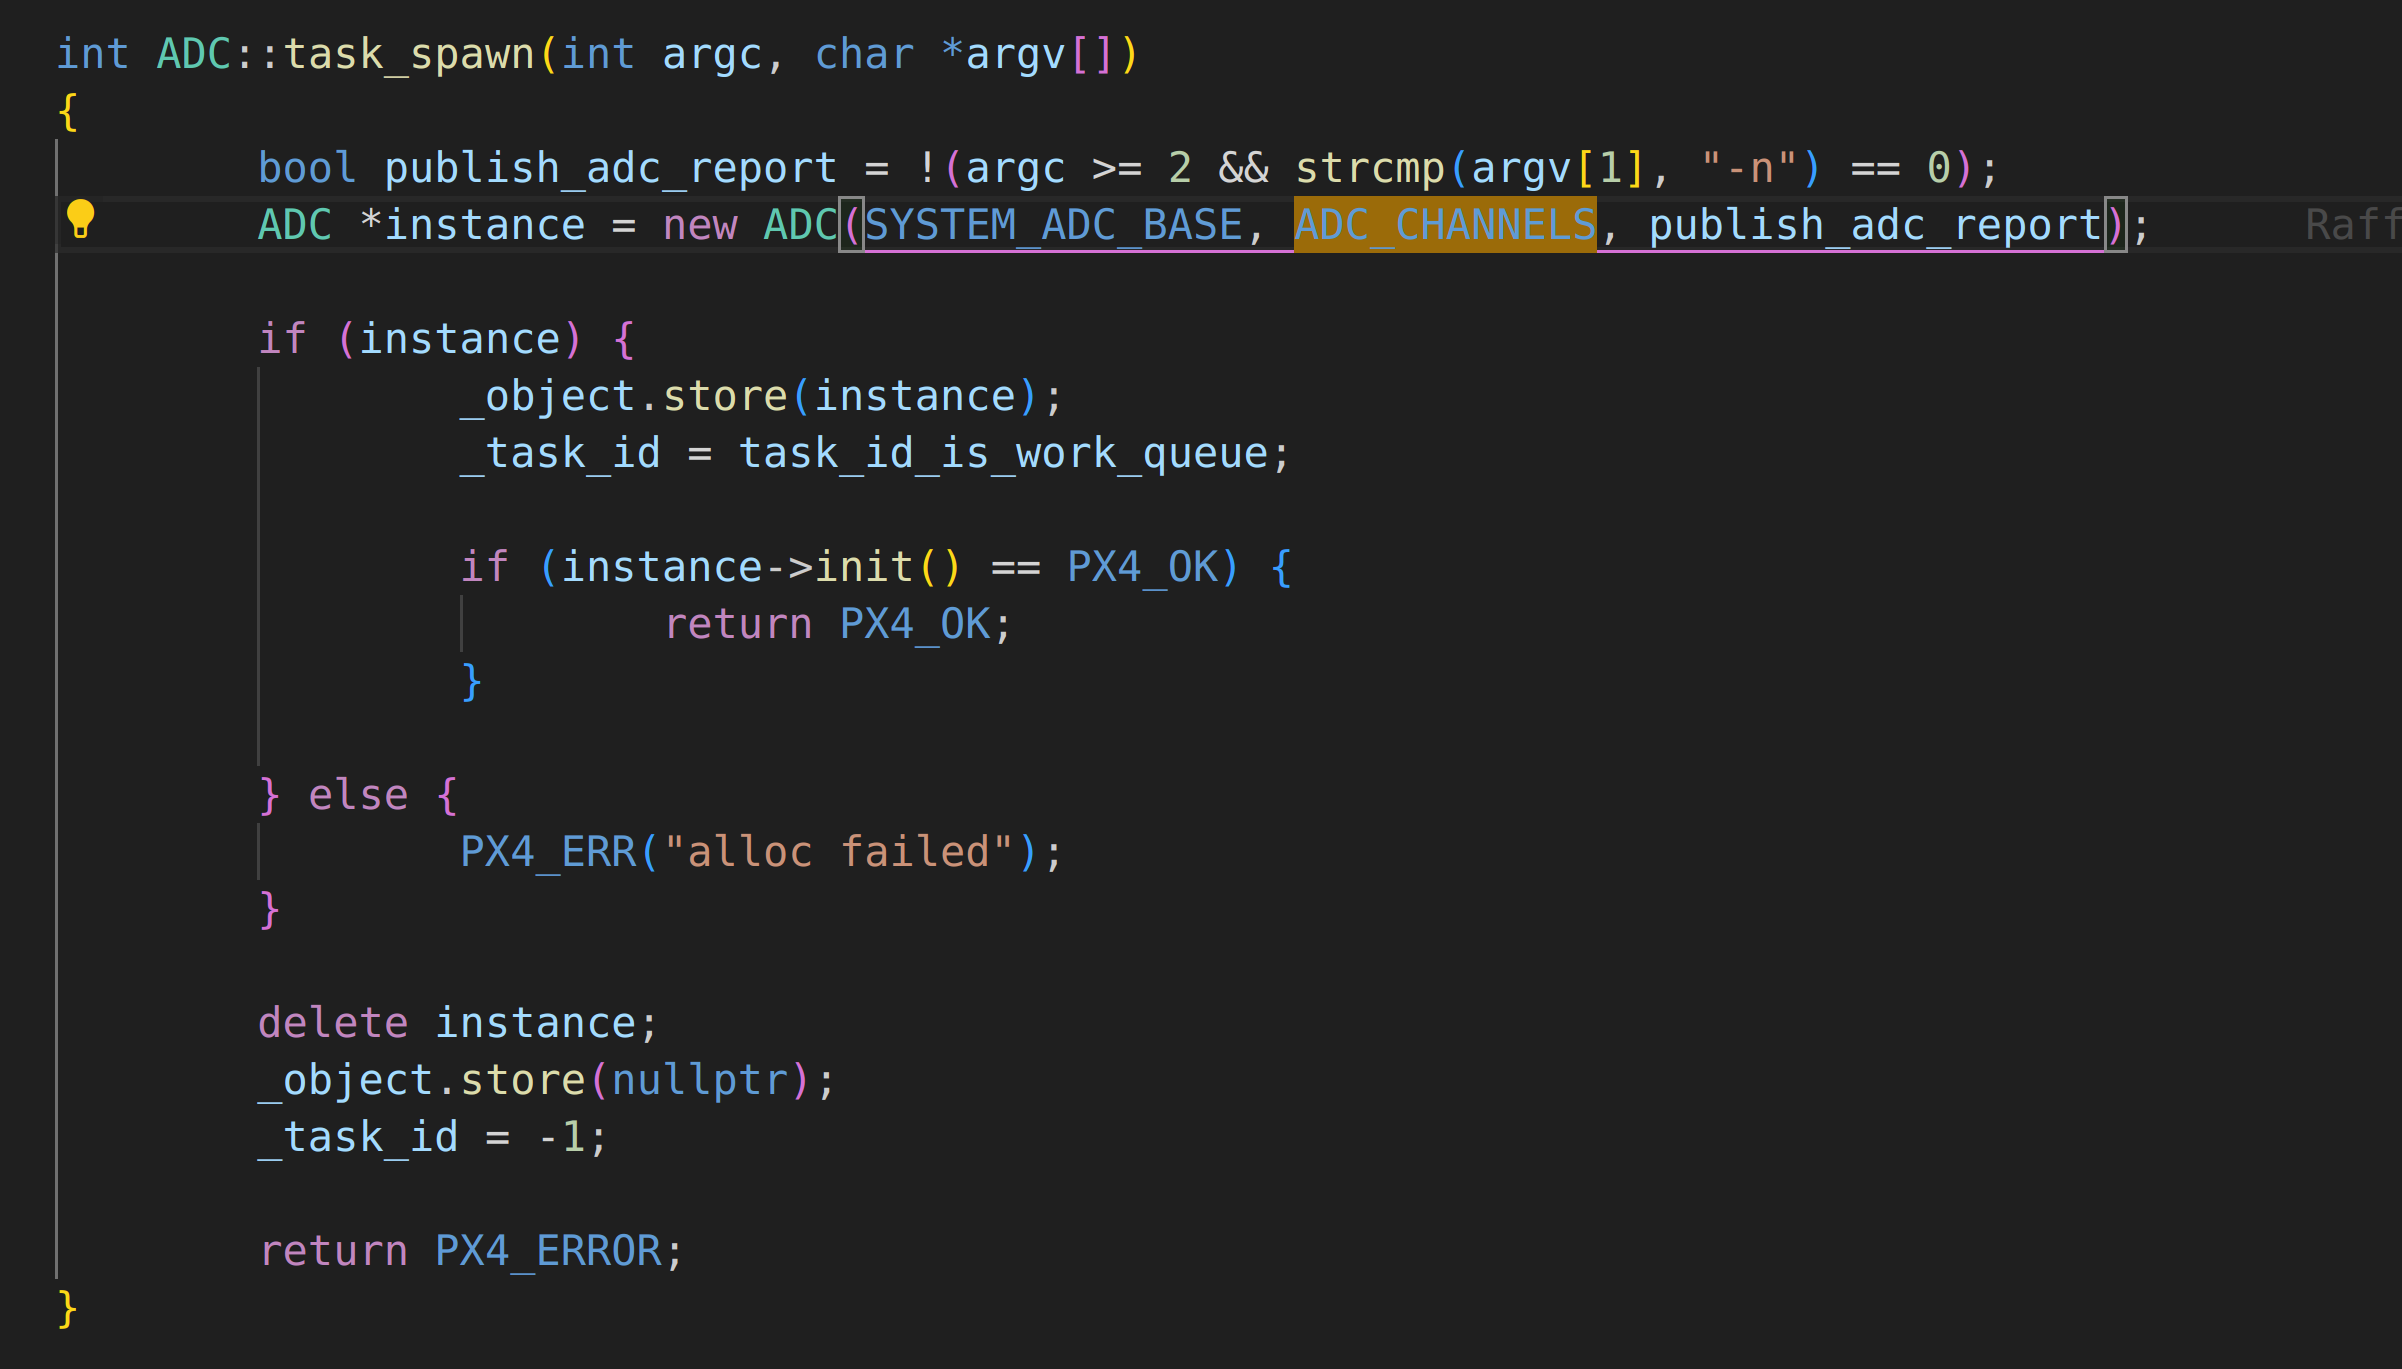 int ADC::task_spawn(int argc, char *argv[])
{
bool publish_adc_report = !(argc >= 2 && strcmp(argv[1], "-n") == 0);
ADC *instance = new ADC(SYSTEM_ADC_BASE, ADC_CHANNELS, publish_adc_report); Raff
if (instance) {
_object.store(instance);
_task_id = task_id_is_work_queue;
if (instance->init() == PX4_OK) {
return PX4_OK;
}
} else {
PX4_ERR("alloc failed");
}
delete instance;
_object.store(nullptr);
_task_id = -1;
return PX4_ERROR;
}